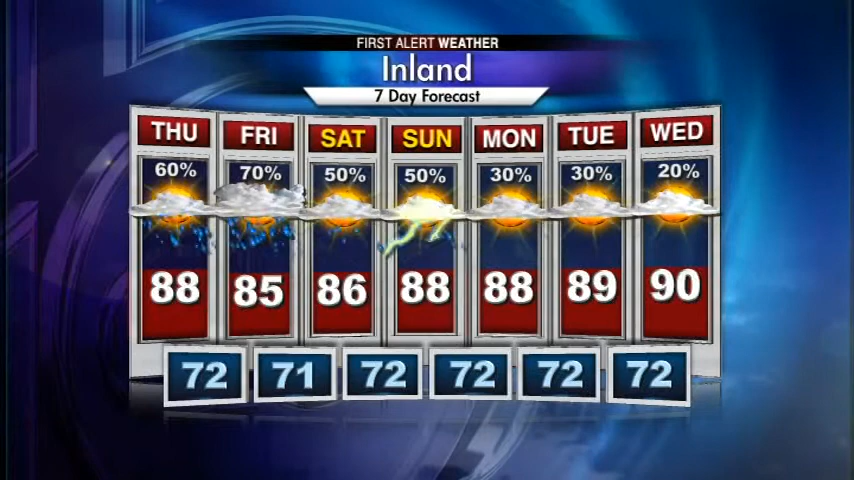 FIRST ALERT WEATHER
Inland
7 Day Forecast
THU FRI SAT SUN MON TUE WED
60% 70% 50% 50% 30% 30% 20%
88 85 86 88 88 89 90
72 71 72 72 72 72